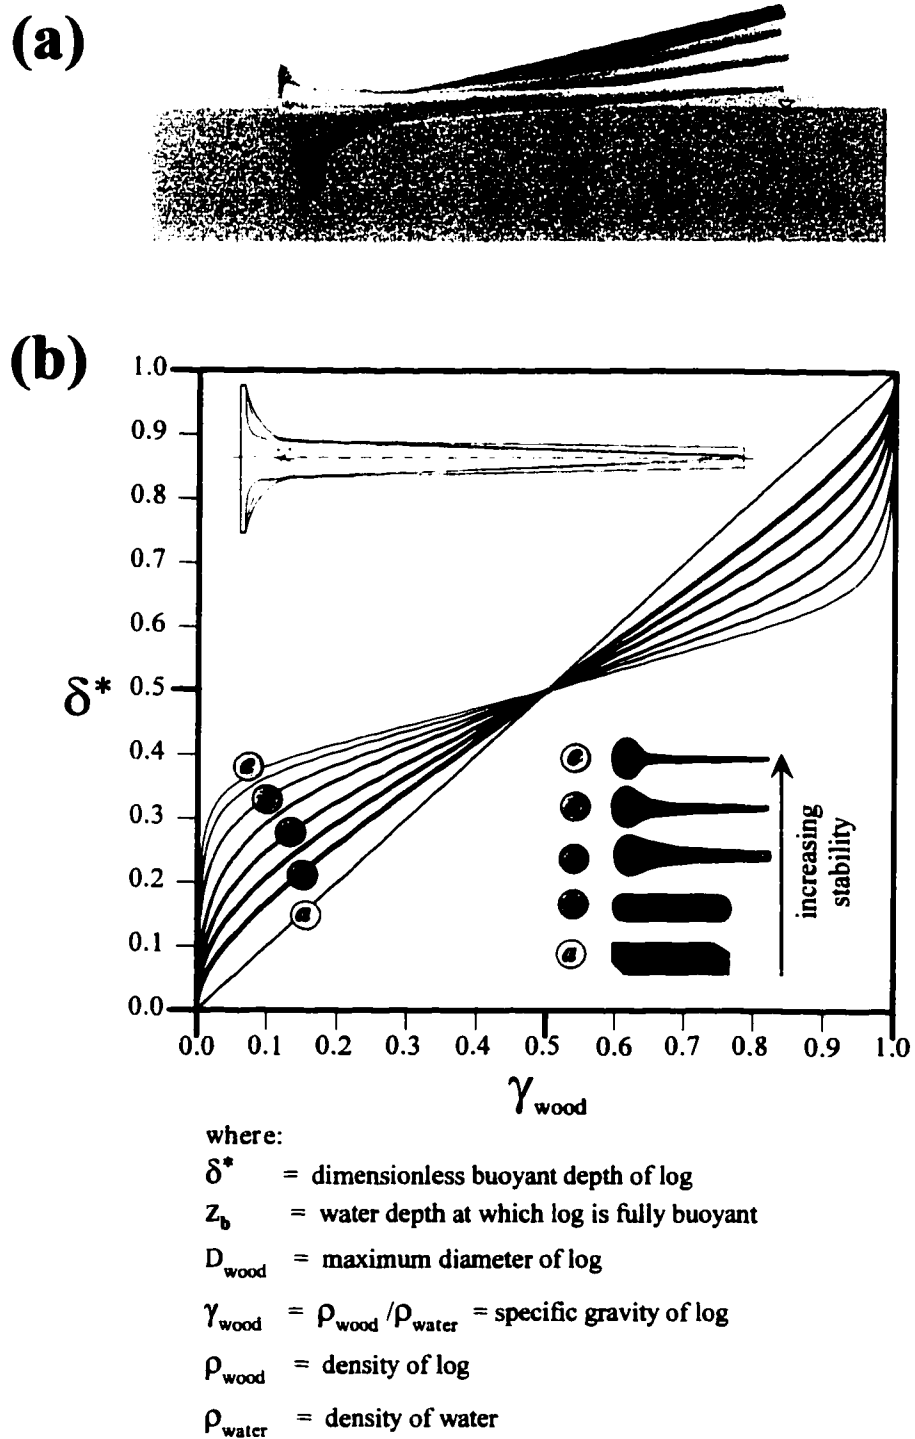 (a)
(b)
1.0
0.9
0.8
0.7
0.6
δ* 0.5
0.4
0.3
0.2
0.1
0.0
e
a
e
a
increasing
stability
0.0 0.1 0.2 0.3 0.4 0.5 0.6 0.7 0.8 0.9 1.0
γwood
where:
δ* = dimensionless buoyant depth of log
Zb = water depth at which log is fully buoyant
Dwood = maximum diameter of log
γwood = ρwood /ρwater = specific gravity of log
ρwood = density of log
ρwater = density of water